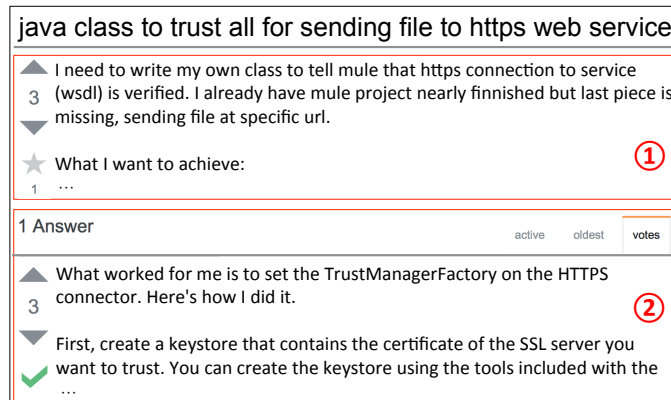 java class to trust all for sending file to https web service
I need to write my own class to tell mule that https connection to service
3
(wsdl) is verified. I already have mule project nearly finnished but last piece is
missing, sending file at specific url.
What I want to achieve:
①
1
...
1 Answer
active oldest votes
What worked for me is to set the TrustManagerFactory on the HTTPS
3
connector. Here's how I did it.
②
First, create a keystore that contains the certificate of the SSL server you
want to trust. You can create the keystore using the tools included with the
...